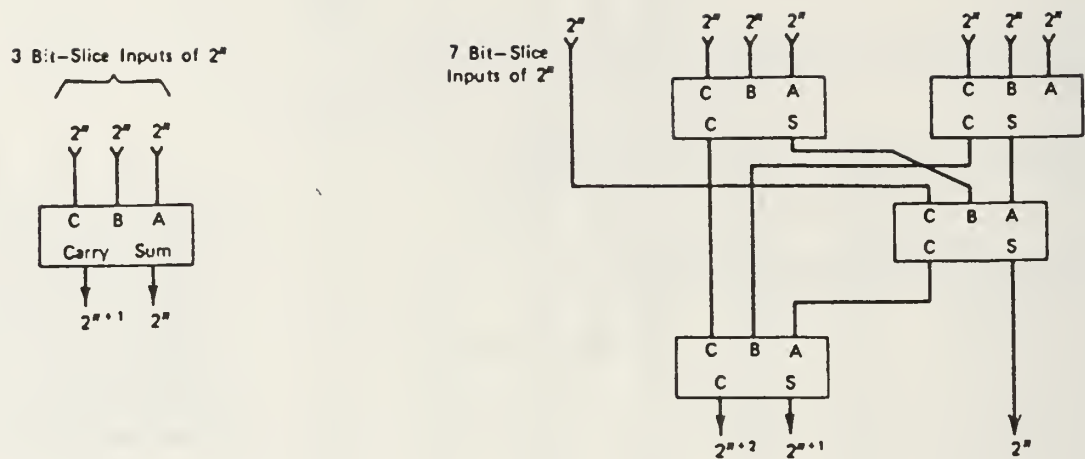 3 Bit-Slice Inputs of 2ⁿ
2ⁿ 2ⁿ 2ⁿ
C B A
Carry Sum
2ⁿ⁺¹ 2ⁿ
7 Bit-Slice
Inputs of 2ⁿ
2ⁿ
2ⁿ 2ⁿ 2ⁿ
C B A
C S
2ⁿ 2ⁿ 2ⁿ
C B A
C S
C B A
C S
C B A
C S
2ⁿ⁺² 2ⁿ⁺¹
2ⁿ